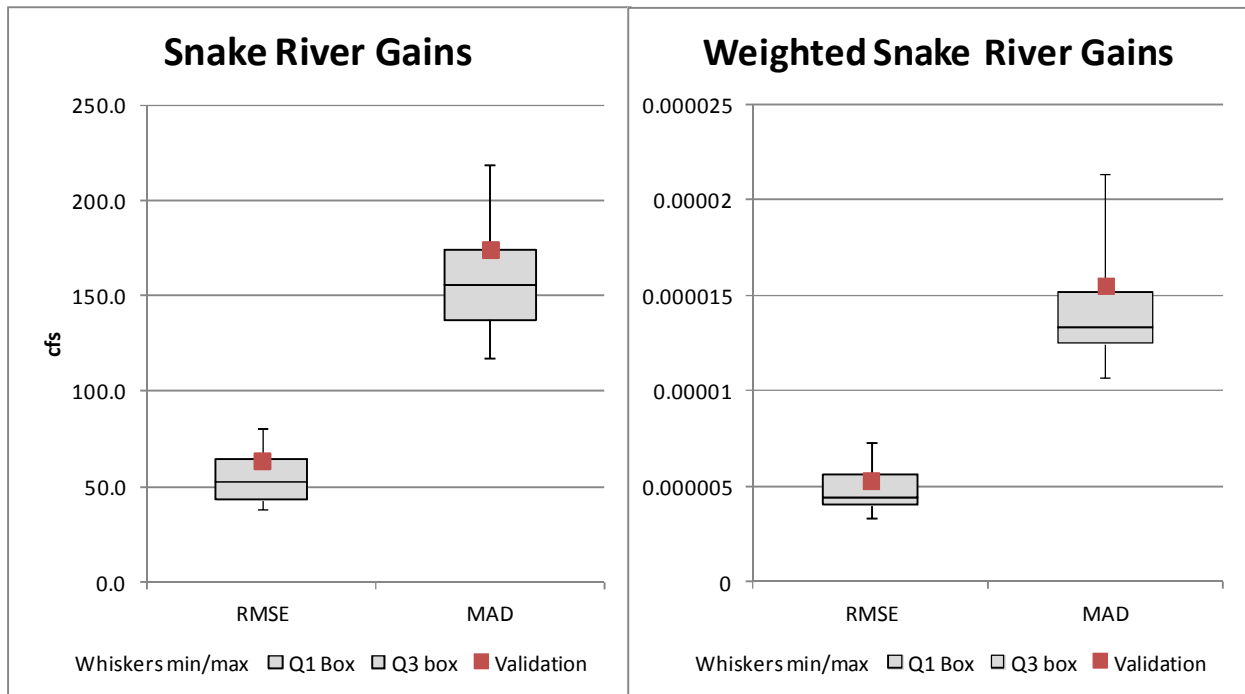 Snake River Gains
250.0
200.0
150.0
100.0
50.0
0.0
cfs
RMSE MAD
Whiskers min/max Q1 Box Q3 box Validation
Weighted Snake River Gains
0.000025
0.00002
0.000015
0.00001
0.000005
0
RMSE MAD
Whiskers min/max Q1 Box Q3 box Validation